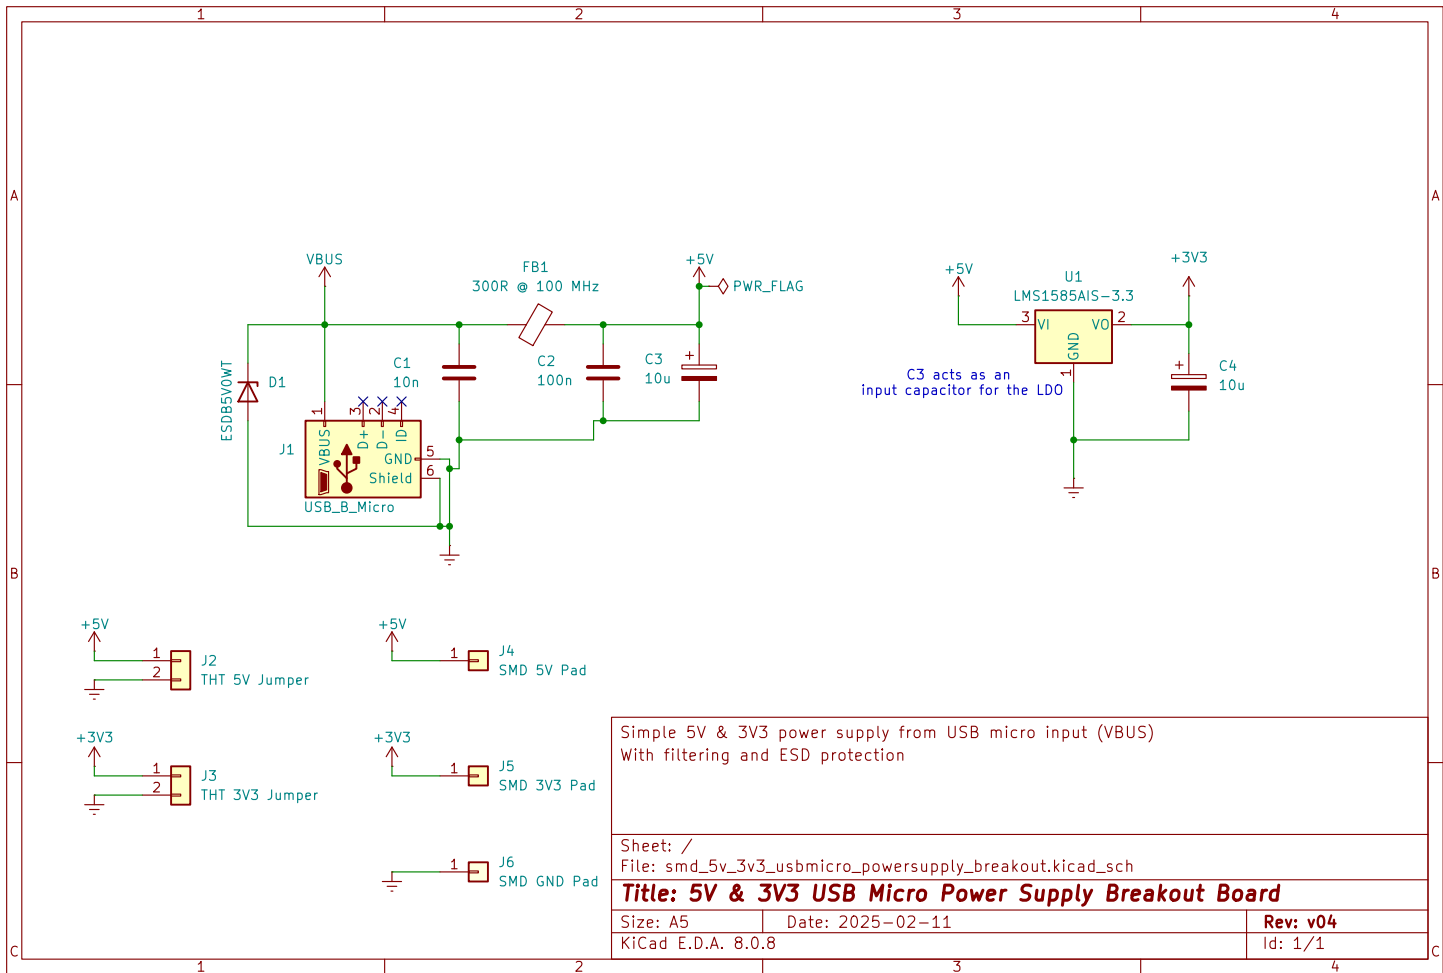 1 2 3 4
A A
B B
C C
1 2 3 4
VBUS
FB1
300R @ 100 MHz
+5V
PWR_FLAG
ESDB5V0WT
D1
C1
10n
C2
100n
C3
10u
+
1
3
2
4
VBUS
D+
D-
ID
J1
GND
5
Shield
6
USB_B_Micro
+5V
U1
LMS1585AIS-3.3
3
VI
VO
2
GND
1
+3V3
+
C4
10u
C3 acts as an
input capacitor for the LDO
+5V
1
2
J2
THT 5V Jumper
+5V
1
J4
SMD 5V Pad
+3V3
1
2
J3
THT 3V3 Jumper
+3V3
1
J5
SMD 3V3 Pad
1
J6
SMD GND Pad
Simple 5V & 3V3 power supply from USB micro input (VBUS)
With filtering and ESD protection
Sheet: /
File: smd_5v_3v3_usbmicro_powersupply_breakout.kicad_sch
Title: 5V & 3V3 USB Micro Power Supply Breakout Board
Size: A5
Date: 2025-02-11
Rev: v04
KiCad E.D.A. 8.0.8
Id: 1/1